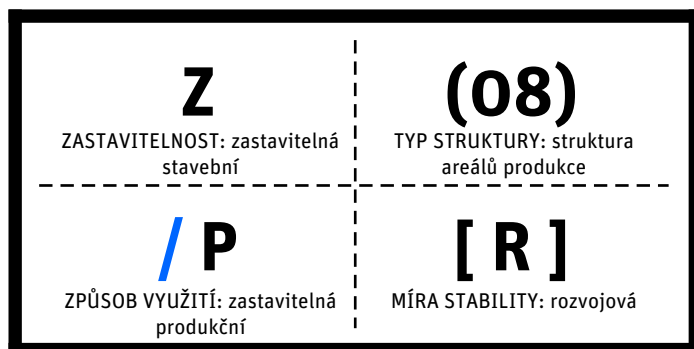 Z
ZASTAVITELNOST: zastavitelná
stavební
(08)
TYP STRUKTURY: struktura
areálů produkce
/ P
ZPŮSOB VYUŽITÍ: zastavitelná
produkční
[ R ]
MÍRA STABILITY: rozvojová